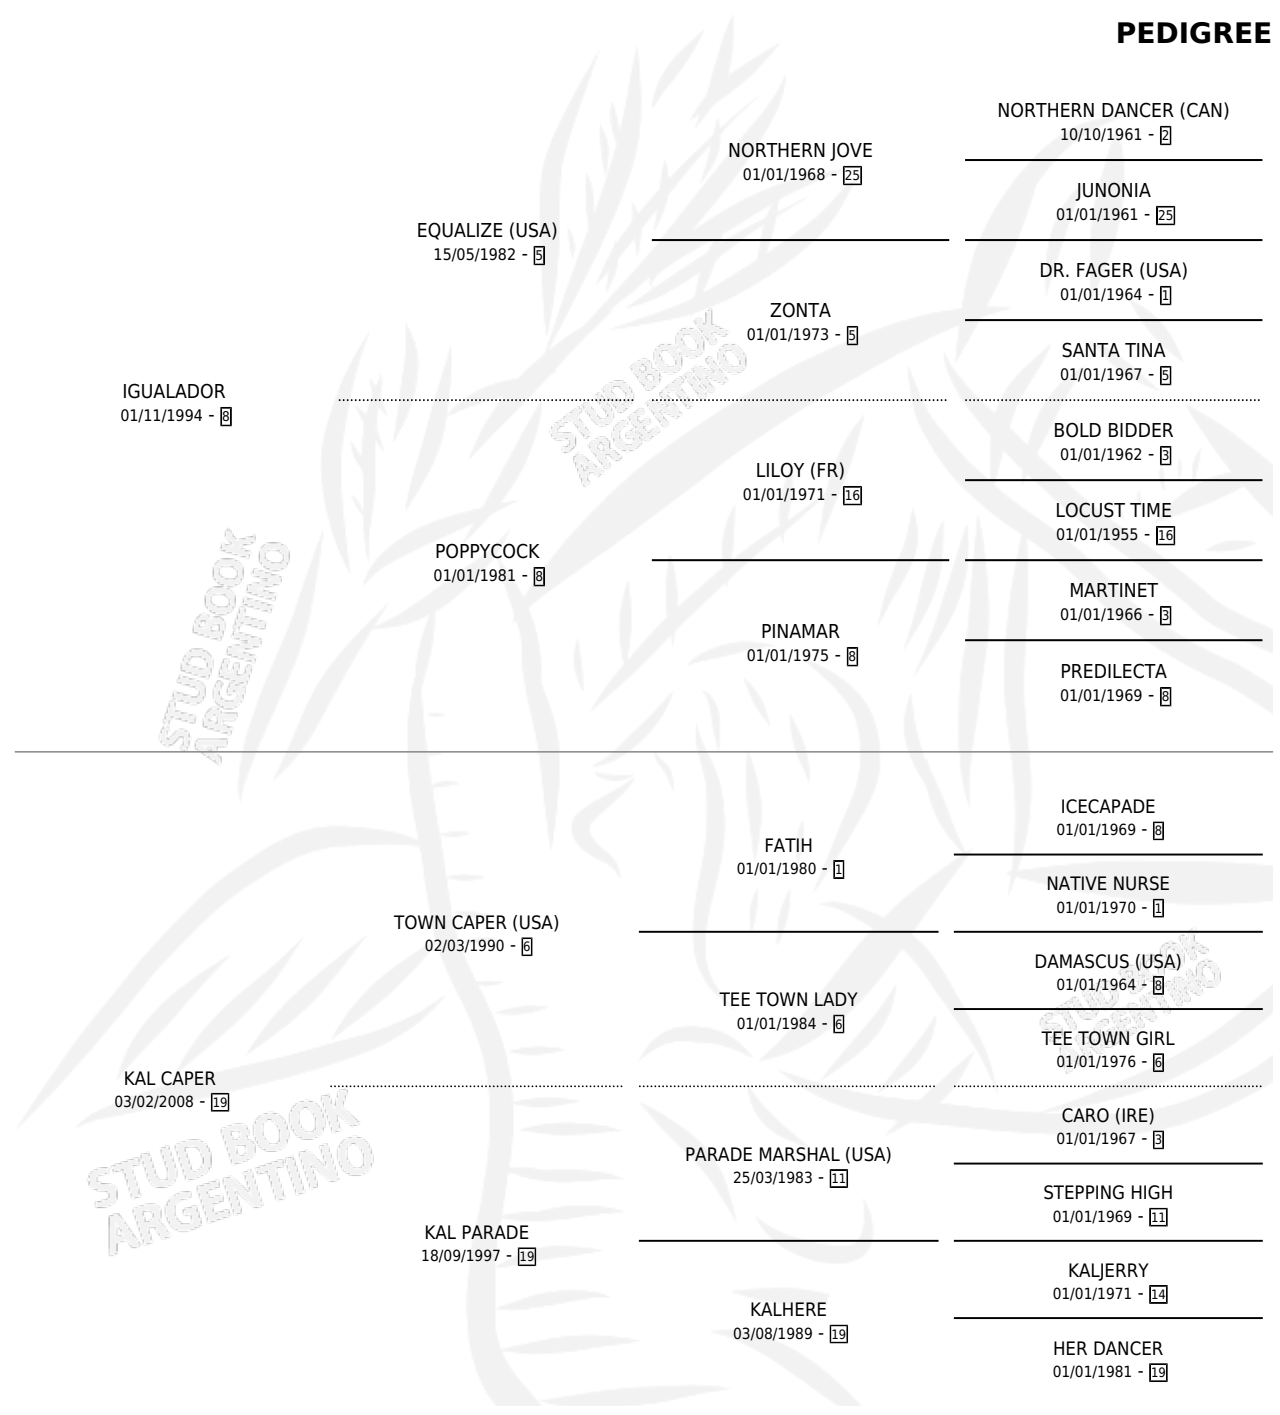 PEDIGREE
NORTHERN DANCER (CAN)
10/10/1961 - 2
NORTHERN JOVE
01/01/1968 - 25
JUNONIA
01/01/1961 - 25
EQUALIZE (USA)
15/05/1982 - 5
DR. FAGER (USA)
01/01/1964 - 1
ZONTA
01/01/1973 - 5
SANTA TINA
01/01/1967 - 5
IGUALADOR
01/11/1994 - 8
STUD BOOK
ARGENTINO
BOLD BIDDER
01/01/1962 - 3
LILOY (FR)
01/01/1971 - 16
LOCUST TIME
01/01/1955 - 16
POPPYCOCK
01/01/1981 - 8
MARTINET
01/01/1966 - 3
PINAMAR
01/01/1975 - 8
PREDILECTA
01/01/1969 - 8
STUD BOOK
ARGENTINO
ICECAPADE
01/01/1969 - 8
FATIH
01/01/1980 - 1
NATIVE NURSE
01/01/1970 - 1
TOWN CAPER (USA)
02/03/1990 - 6
DAMASCUS (USA)
01/01/1964 - 8
TEE TOWN LADY
01/01/1984 - 6
STUD BOOK
ARGENTINO
TEE TOWN GIRL
01/01/1976 - 6
KAL CAPER
03/02/2008 - 19
STUD BOOK
ARGENTINO
CARO (IRE)
01/01/1967 - 3
PARADE MARSHAL (USA)
25/03/1983 - 11
STEPPING HIGH
01/01/1969 - 11
KAL PARADE
18/09/1997 - 19
KALJERRY
01/01/1971 - 14
KALHERE
03/08/1989 - 19
HER DANCER
01/01/1981 - 19